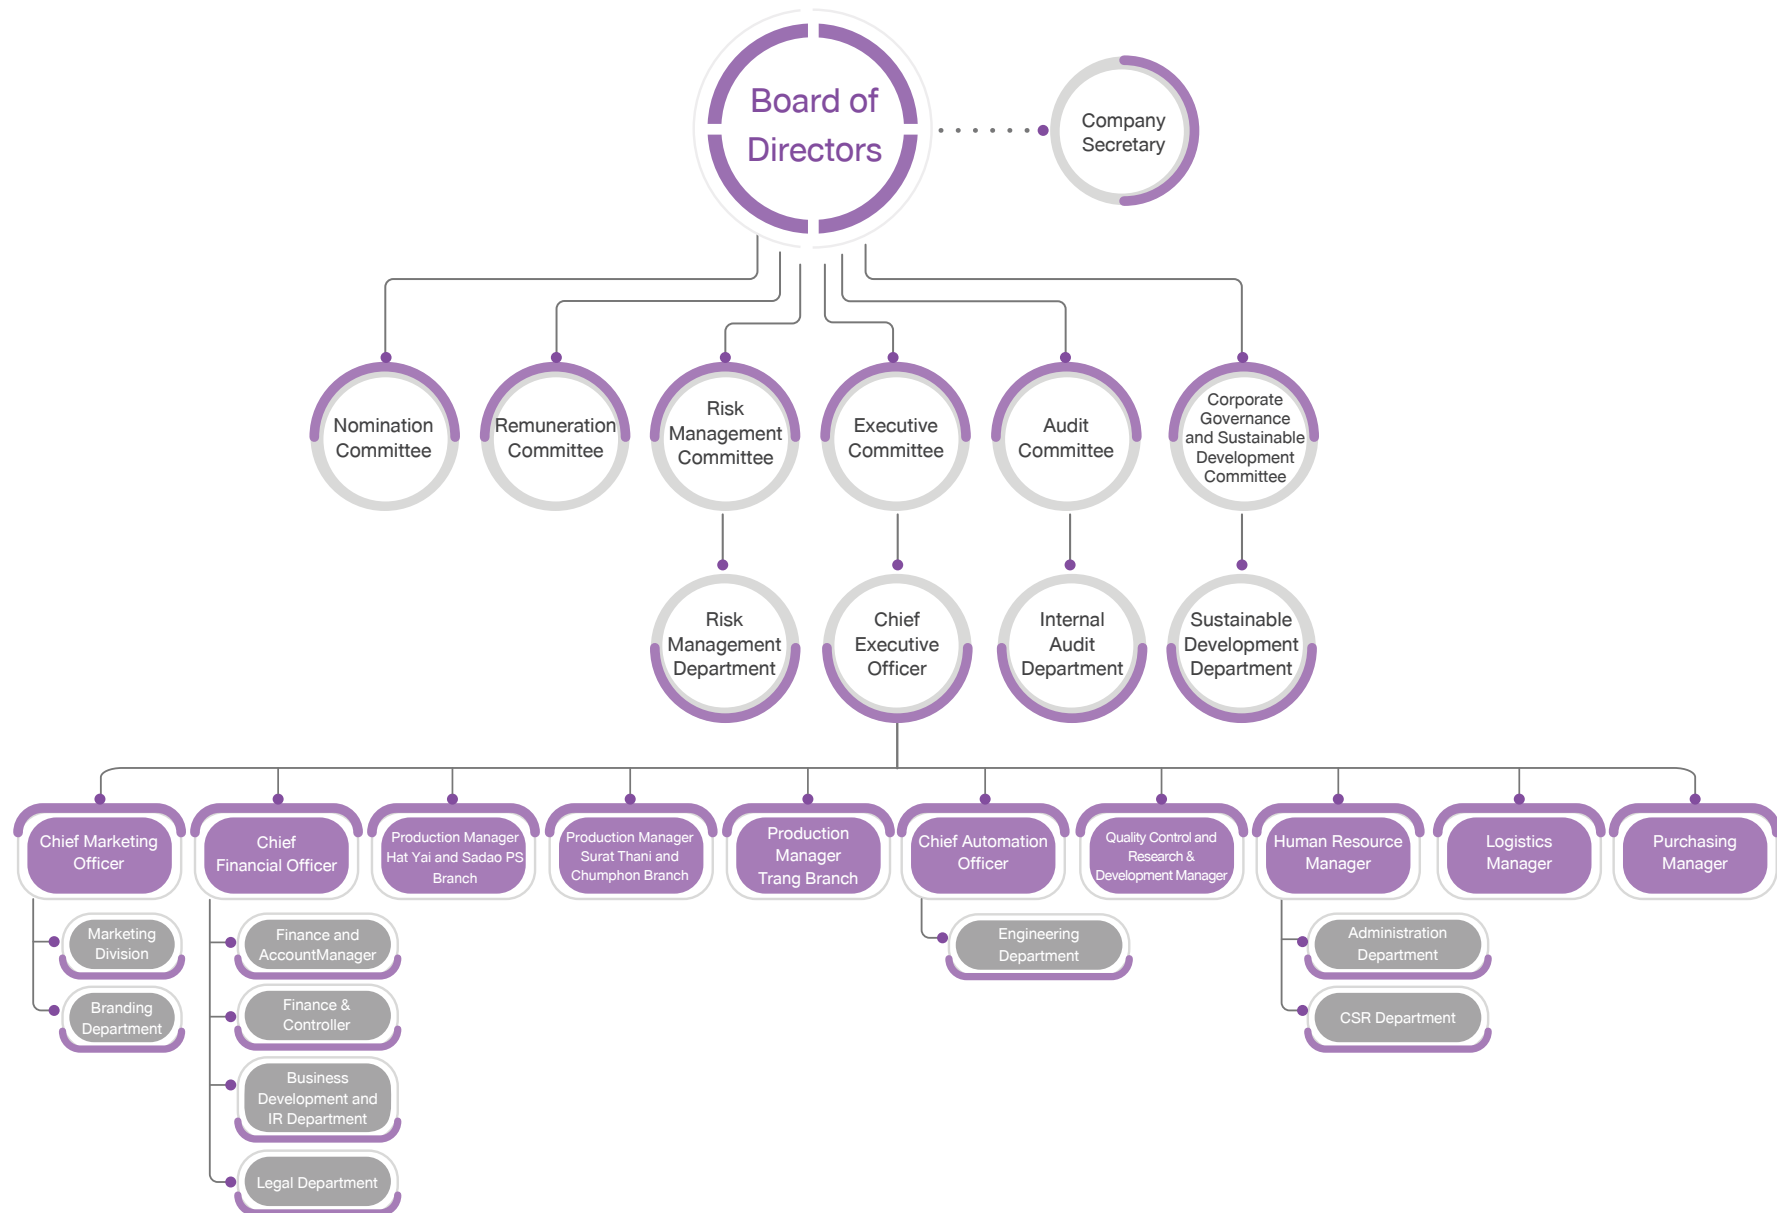 Board of
Directors
Company
Secretary
Nomination
Committee
Remuneration
Committee
Risk
Management
Committee
Executive
Committee
Audit
Committee
Corporate
Governance
and Sustainable
Development
Committee
Risk
Management
Department
Chief
Executive
Officer
Internal
Audit
Department
Sustainable
Development
Department
Chief Marketing
Officer
Chief
Financial Officer
Production Manager
Hat Yai and Sadao PS
Branch
Production Manager
Surat Thani and
Chumphon Branch
Production
Manager
Trang Branch
Chief Automation
Officer
Quality Control and
Research &
Development Manager
Human Resource
Manager
Logistics
Manager
Purchasing
Manager
Marketing
Division
Branding
Department
Finance and
AccountManager
Finance &
Controller
Business
Development and
IR Department
Legal Department
Engineering
Department
Administration
Department
CSR Department